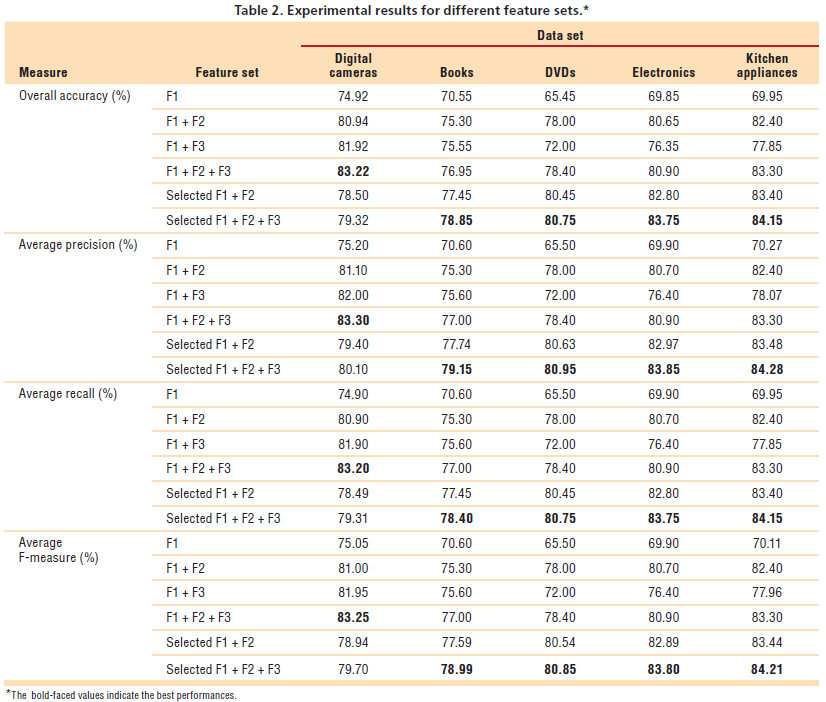 Table 2. Experimental results for different feature sets.*
Data set
Measure Feature set Digital cameras Books DVDs Electronics Kitchen appliances
Overall accuracy (%) F1 74.92 70.55 65.45 69.85 69.95
F1 + F2 80.94 75.30 78.00 80.65 82.40
F1 + F3 81.92 75.55 72.00 76.35 77.85
F1 + F2 + F3 83.22 76.95 78.40 80.90 83.30
Selected F1 + F2 78.50 77.45 80.45 82.80 83.40
Selected F1 + F2 + F3 79.32 78.85 80.75 83.75 84.15
Average precision (%) F1 75.20 70.60 65.50 69.90 70.27
F1 + F2 81.10 75.30 78.00 80.70 82.40
F1 + F3 82.00 75.60 72.00 76.40 78.07
F1 + F2 + F3 83.30 77.00 78.40 80.90 83.30
Selected F1 + F2 79.40 77.74 80.63 82.97 83.48
Selected F1 + F2 + F3 80.10 79.15 80.95 83.85 84.28
Average recall (%) F1 74.90 70.60 65.50 69.90 69.95
F1 + F2 80.90 75.30 78.00 80.70 82.40
F1 + F3 81.90 75.60 72.00 76.40 77.85
F1 + F2 + F3 83.20 77.00 78.40 80.90 83.30
Selected F1 + F2 78.49 77.45 80.45 82.80 83.40
Selected F1 + F2 + F3 79.31 78.40 80.75 83.75 84.15
Average F-measure (%) F1 75.05 70.60 65.50 69.90 70.11
F1 + F2 81.00 75.30 78.00 80.70 82.40
F1 + F3 81.95 75.60 72.00 76.40 77.96
F1 + F2 + F3 83.25 77.00 78.40 80.90 83.30
Selected F1 + F2 78.94 77.59 80.54 82.89 83.44
Selected F1 + F2 + F3 79.70 78.99 80.85 83.80 84.21
*The bold-faced values indicate the best performances.